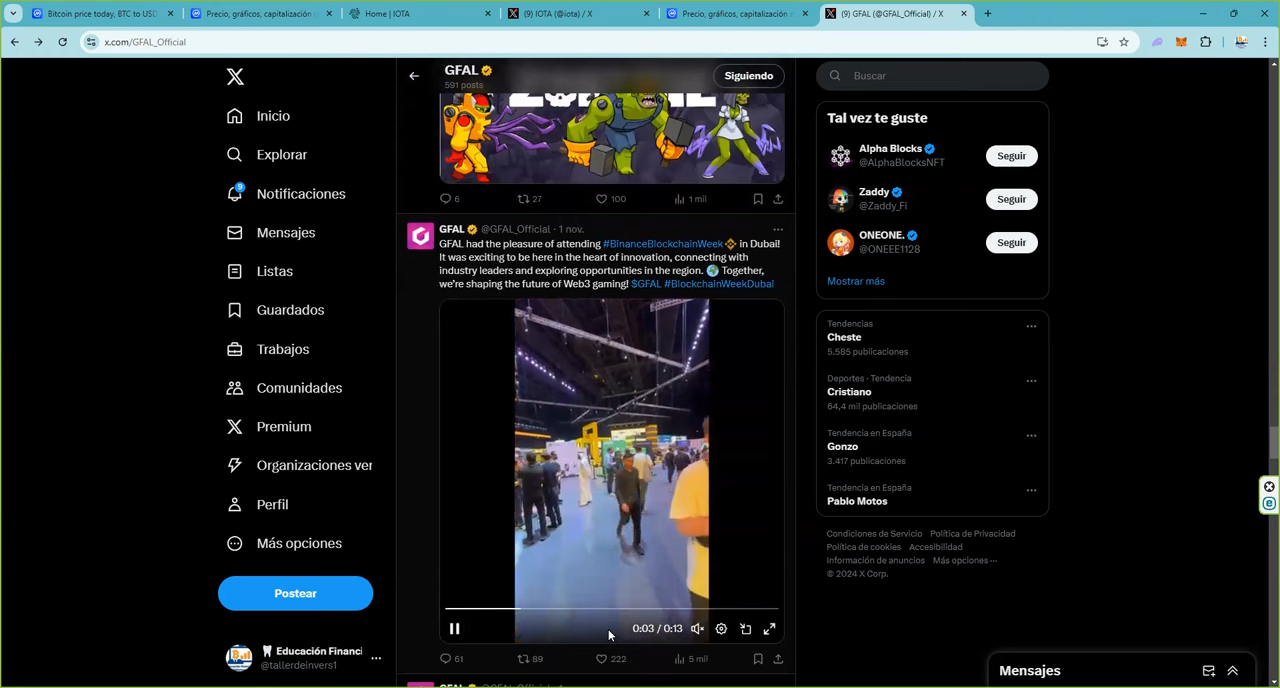 Bitcoin price today, BTC to USD
Precio, gráficos, capitalización
Home | IOTA
(9) IOTA (@iota) / X
Precio, gráficos, capitalización
(9) GFAL (@GFAL_Official) / X
x.com/GFAL_Official
GFAL
591 posts
Siguiendo
Buscar
Inicio
Explorar
9
Notificaciones
Mensajes
Listas
Guardados
Trabajos
Comunidades
Premium
Organizaciones ver
Perfil
Más opciones
Postear
Educación Financi
@tallerdeinvers1
6
27
100
1 mil
GFAL @GFAL_Official · 1 nov.
GFAL had the pleasure of attending #BinanceBlockchainWeek in Dubai!
It was exciting to be here in the heart of innovation, connecting with
industry leaders and exploring opportunities in the region. Together,
we're shaping the future of Web3 gaming! $GFAL #BlockchainWeekDubai
0:03 / 0:13
61
89
222
5 mil
Tal vez te guste
Alpha Blocks
@AlphaBlocksNFT
Seguir
Zaddy
@Zaddy_Fi
Seguir
ONEONE.
@ONEEE1128
Seguir
Mostrar más
Tendencias
Cheste
5.585 publicaciones
Deportes · Tendencia
Cristiano
64,4 mil publicaciones
Tendencia en España
Gonzo
3.417 publicaciones
Tendencia en España
Pablo Motos
Condiciones de Servicio Política de Privacidad
Política de cookies Accesibilidad
Información de anuncios Más opciones ···
© 2024 X Corp.
Mensajes